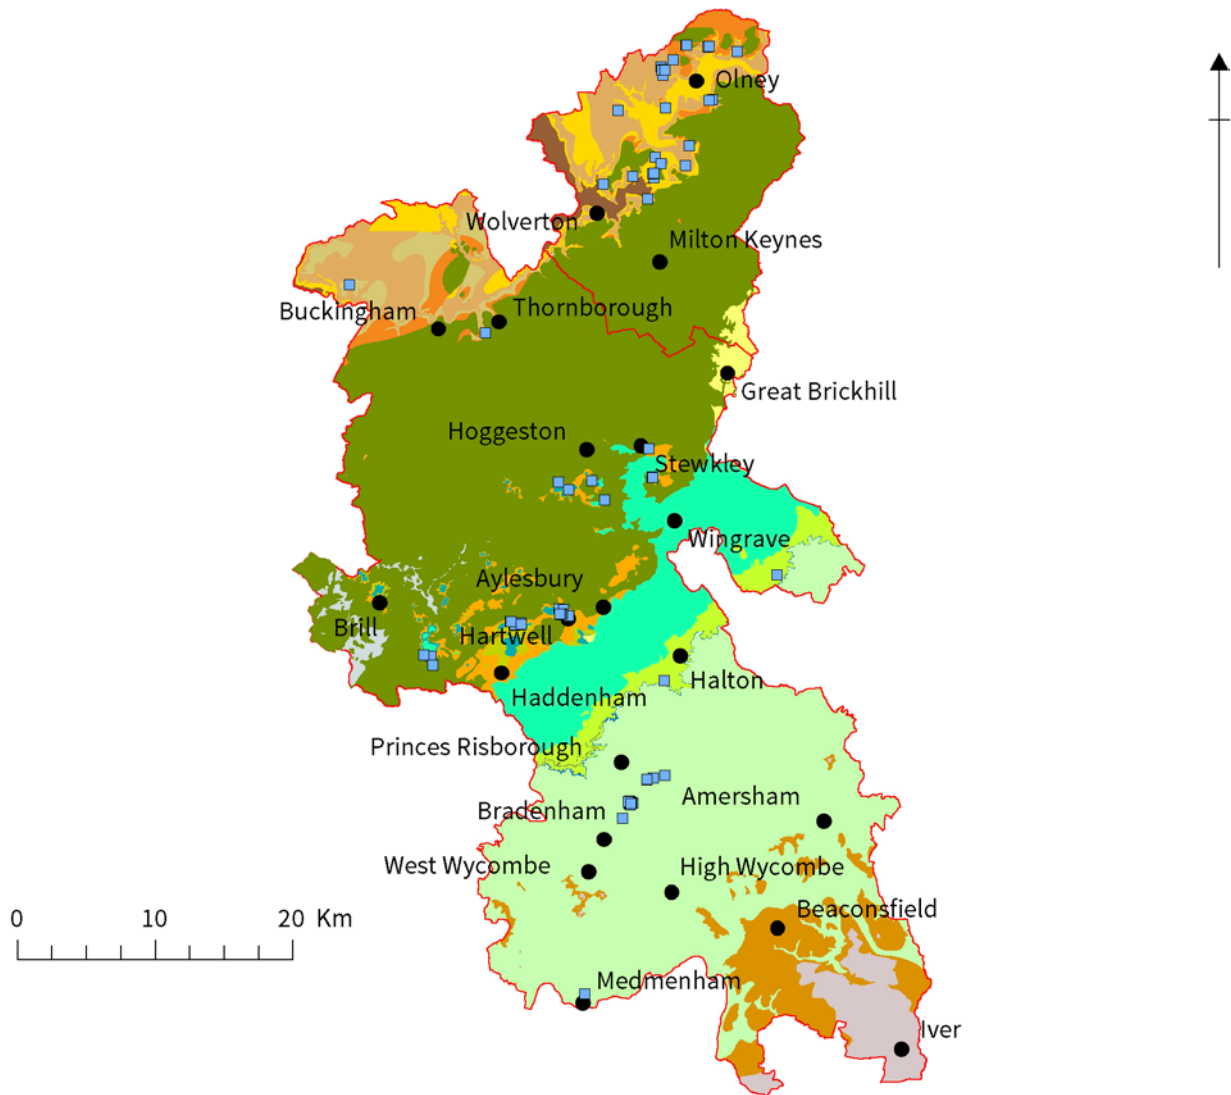 Olney
Wolverton
Milton Keynes
Buckingham
Thornborough
Great Brickhill
Hoggeston
Stewkley
Wingrave
Aylesbury
Brill
Hartwell
Halton
Haddenham
Princes Risborough
Amersham
Bradenham
West Wycombe
High Wycombe
Beaconsfield
0 10 20 Km
Medmenham
Iver